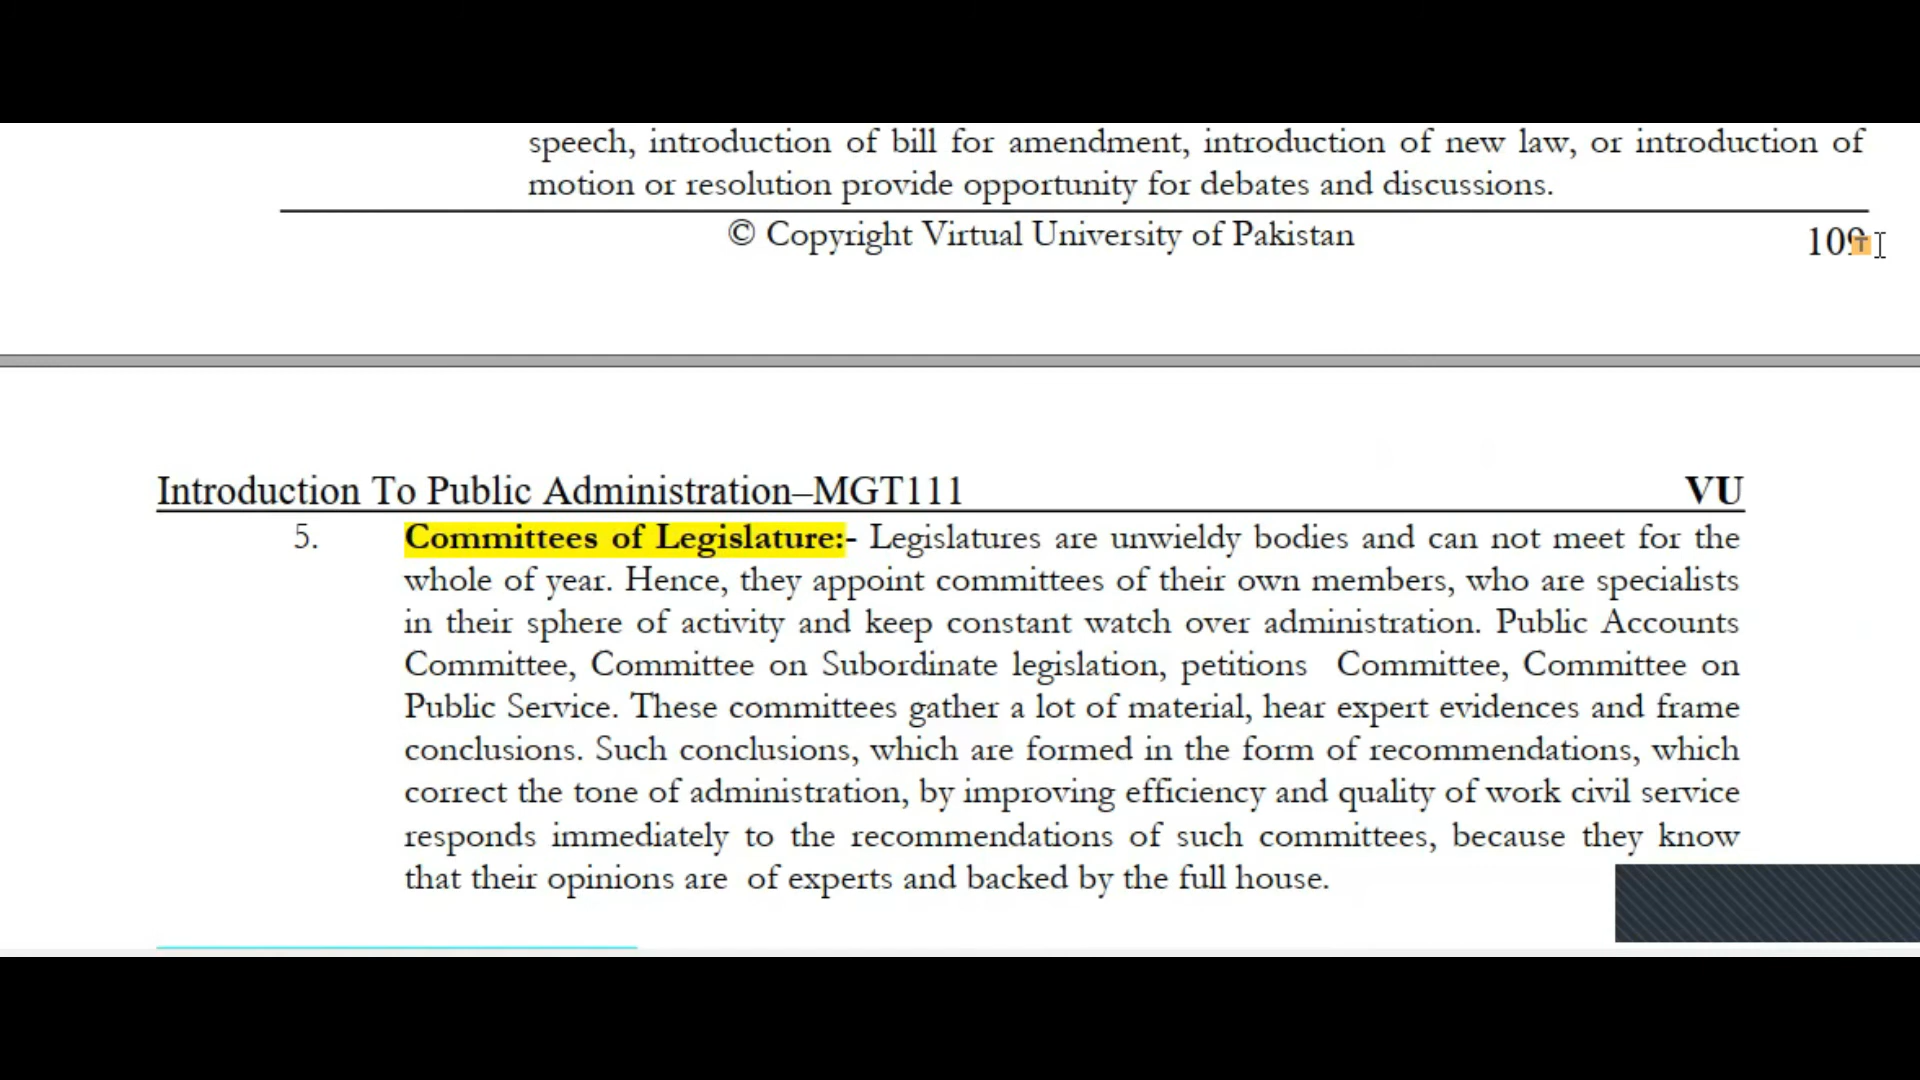 speech, introduction of bill for amendment, introduction of new law, or introduction of
motion or resolution provide opportunity for debates and discussions.
© Copyright Virtual University of Pakistan
Introduction To Public Administration–MGT111 VU
5. Committees of Legislature:- Legislatures are unwieldy bodies and can not meet for the
whole of year. Hence, they appoint committees of their own members, who are specialists
in their sphere of activity and keep constant watch over administration. Public Accounts
Committee, Committee on Subordinate legislation, petitions Committee, Committee on
Public Service. These committees gather a lot of material, hear expert evidences and frame
conclusions. Such conclusions, which are formed in the form of recommendations, which
correct the tone of administration, by improving efficiency and quality of work civil service
responds immediately to the recommendations of such committees, because they know
that their opinions are of experts and backed by the full house.